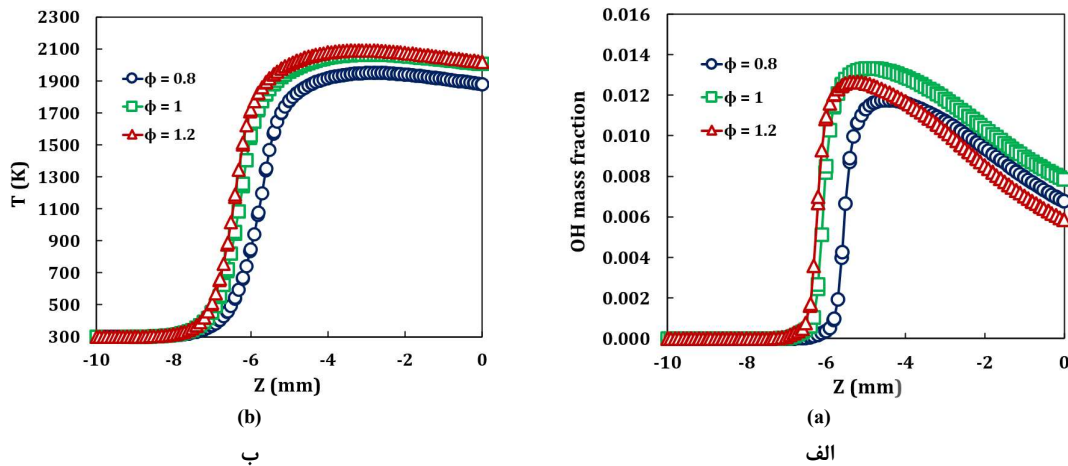 2300
2100
1900
1700
1500
1300
1100
900
700
500
300
T (K)
ϕ = 0.8
ϕ = 1
ϕ = 1.2
-10 -8 -6 -4 -2 0
Z (mm)
(b)
ب
0.016
0.014
0.012
0.010
0.008
0.006
0.004
0.002
0.000
OH mass fraction
ϕ = 0.8
ϕ = 1
ϕ = 1.2
-10 -8 -6 -4 -2 0
Z (mm)
(a)
الف